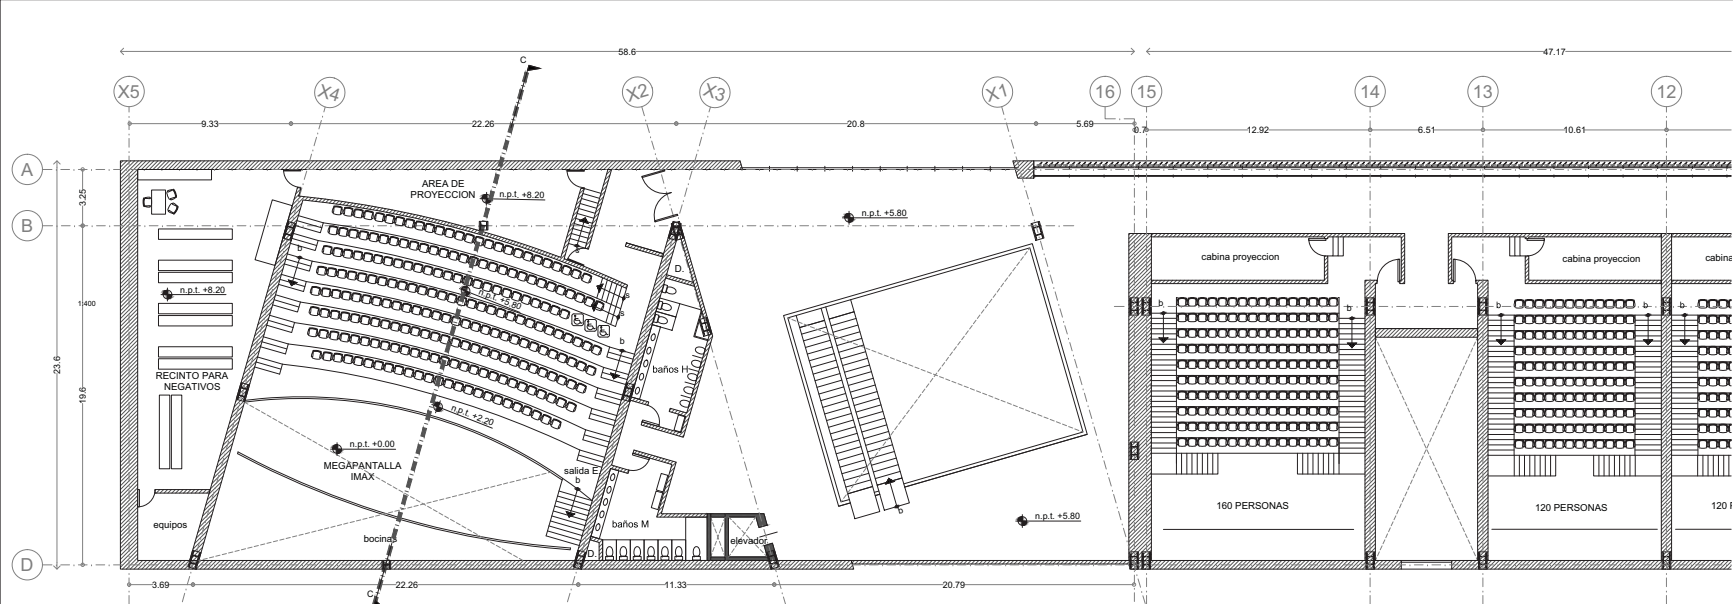 58.6
47.17
C
X5
X4
X2
X3
X1
16
15
14
13
12
9.33
22.26
20.8
5.69
0.7
12.92
6.51
10.61
A
B
D
3.25
19.6
23.6
1:400
AREA DE
PROYECCION
n.p.t. +8.20
n.p.t. +5.80
n.p.t. +8.20
n.p.t. +5.80
s
s
s
b
b
D.
baños H
RECINTO PARA
NEGATIVOS
n.p.t. +2.20
n.p.t. +0.00
MEGAPANTALLA
IMAX
salida E.
b
equipos
bocinas
baños M
D.
elevador
b
n.p.t. +5.80
cabina proyeccion
cabina proyeccion
cabina
b
b
b
b
b
160 PERSONAS
120 PERSONAS
120 P
3.69
22.26
11.33
20.79
C